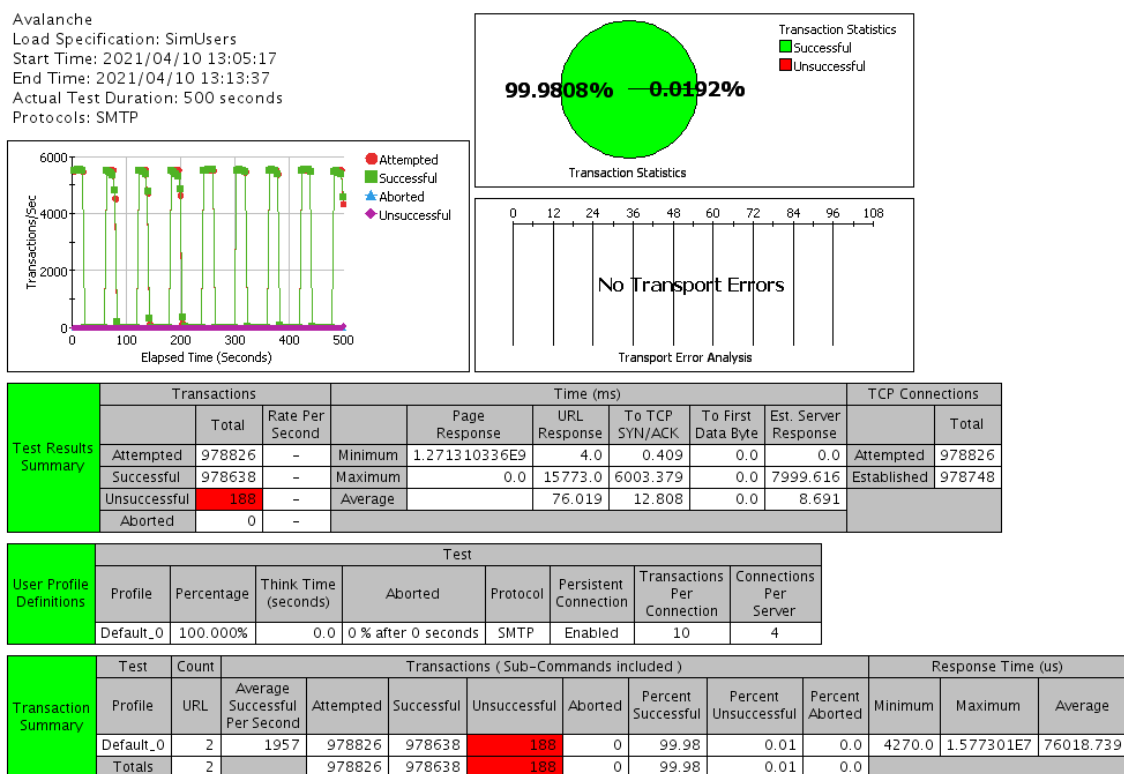 Avalanche
Load Specification: SimUsers
Start Time: 2021/04/10 13:05:17
End Time: 2021/04/10 13:13:37
Actual Test Duration: 500 seconds
Protocols: SMTP
Transaction Statistics
Successful
Unsuccessful
99.9808% 0.0192%
Transaction Statistics
6000
4000
2000
0
Transactions/Sec
0 100 200 300 400 500
Elapsed Time (Seconds)
Attempted
Successful
Aborted
Unsuccessful
0 12 24 36 48 60 72 84 96 108
No Transport Errors
Transport Error Analysis
Test Results Summary
Transactions Time (ms) TCP Connections
Total Rate Per Second Page Response URL Response To TCP SYN/ACK To First Data Byte Est. Server Response Total
Attempted 978826 – Minimum 1.271310336E9 4.0 0.409 0.0 0.0 Attempted 978826
Successful 978638 – Maximum 0.0 15773.0 6003.379 0.0 7999.616 Established 978748
Unsuccessful 188 – Average 76.019 12.808 0.0 8.691
Aborted 0 –
User Profile Definitions
Test
Profile Percentage Think Time (seconds) Aborted Protocol Persistent Connection Transactions Per Connection Connections Per Server
Default_0 100.000% 0.0 0 % after 0 seconds SMTP Enabled 10 4
Transaction Summary
Test Count Transactions ( Sub-Commands included ) Response Time (us)
Profile URL Average Successful Per Second Attempted Successful Unsuccessful Aborted Percent Successful Percent Unsuccessful Percent Aborted Minimum Maximum Average
Default_0 2 1957 978826 978638 188 0 99.98 0.01 0.0 4270.0 1.577301E7 76018.739
Totals 2 978826 978638 188 0 99.98 0.01 0.0